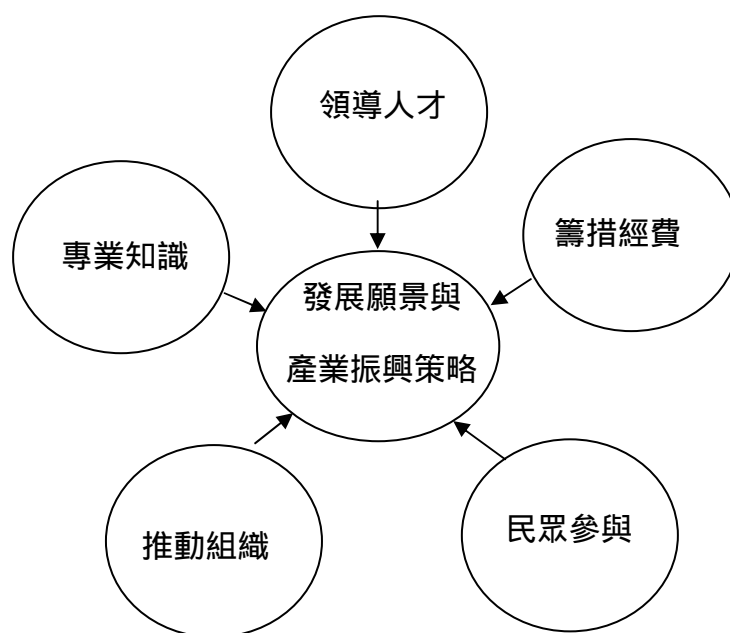 領導人才
籌措經費
專業知識
發展願景與
產業振興策略
民眾參與
推動組織